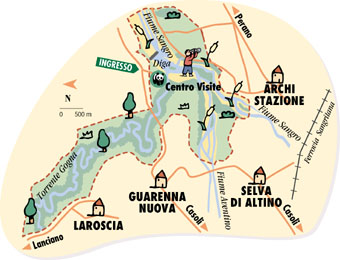 Fiume Sangro
Perano
Diga
INGRESSO
Centro Visite
N
0 500 m
ARCHI
STAZIONE
Fiume Sangro
Ferrovia Sangritana
Torrente Gogna
Fiume Aventino
GUARENNA
NUOVA
SELVA
DI ALTINO
LAROSCIA
Casoli
Casoli
Lanciano